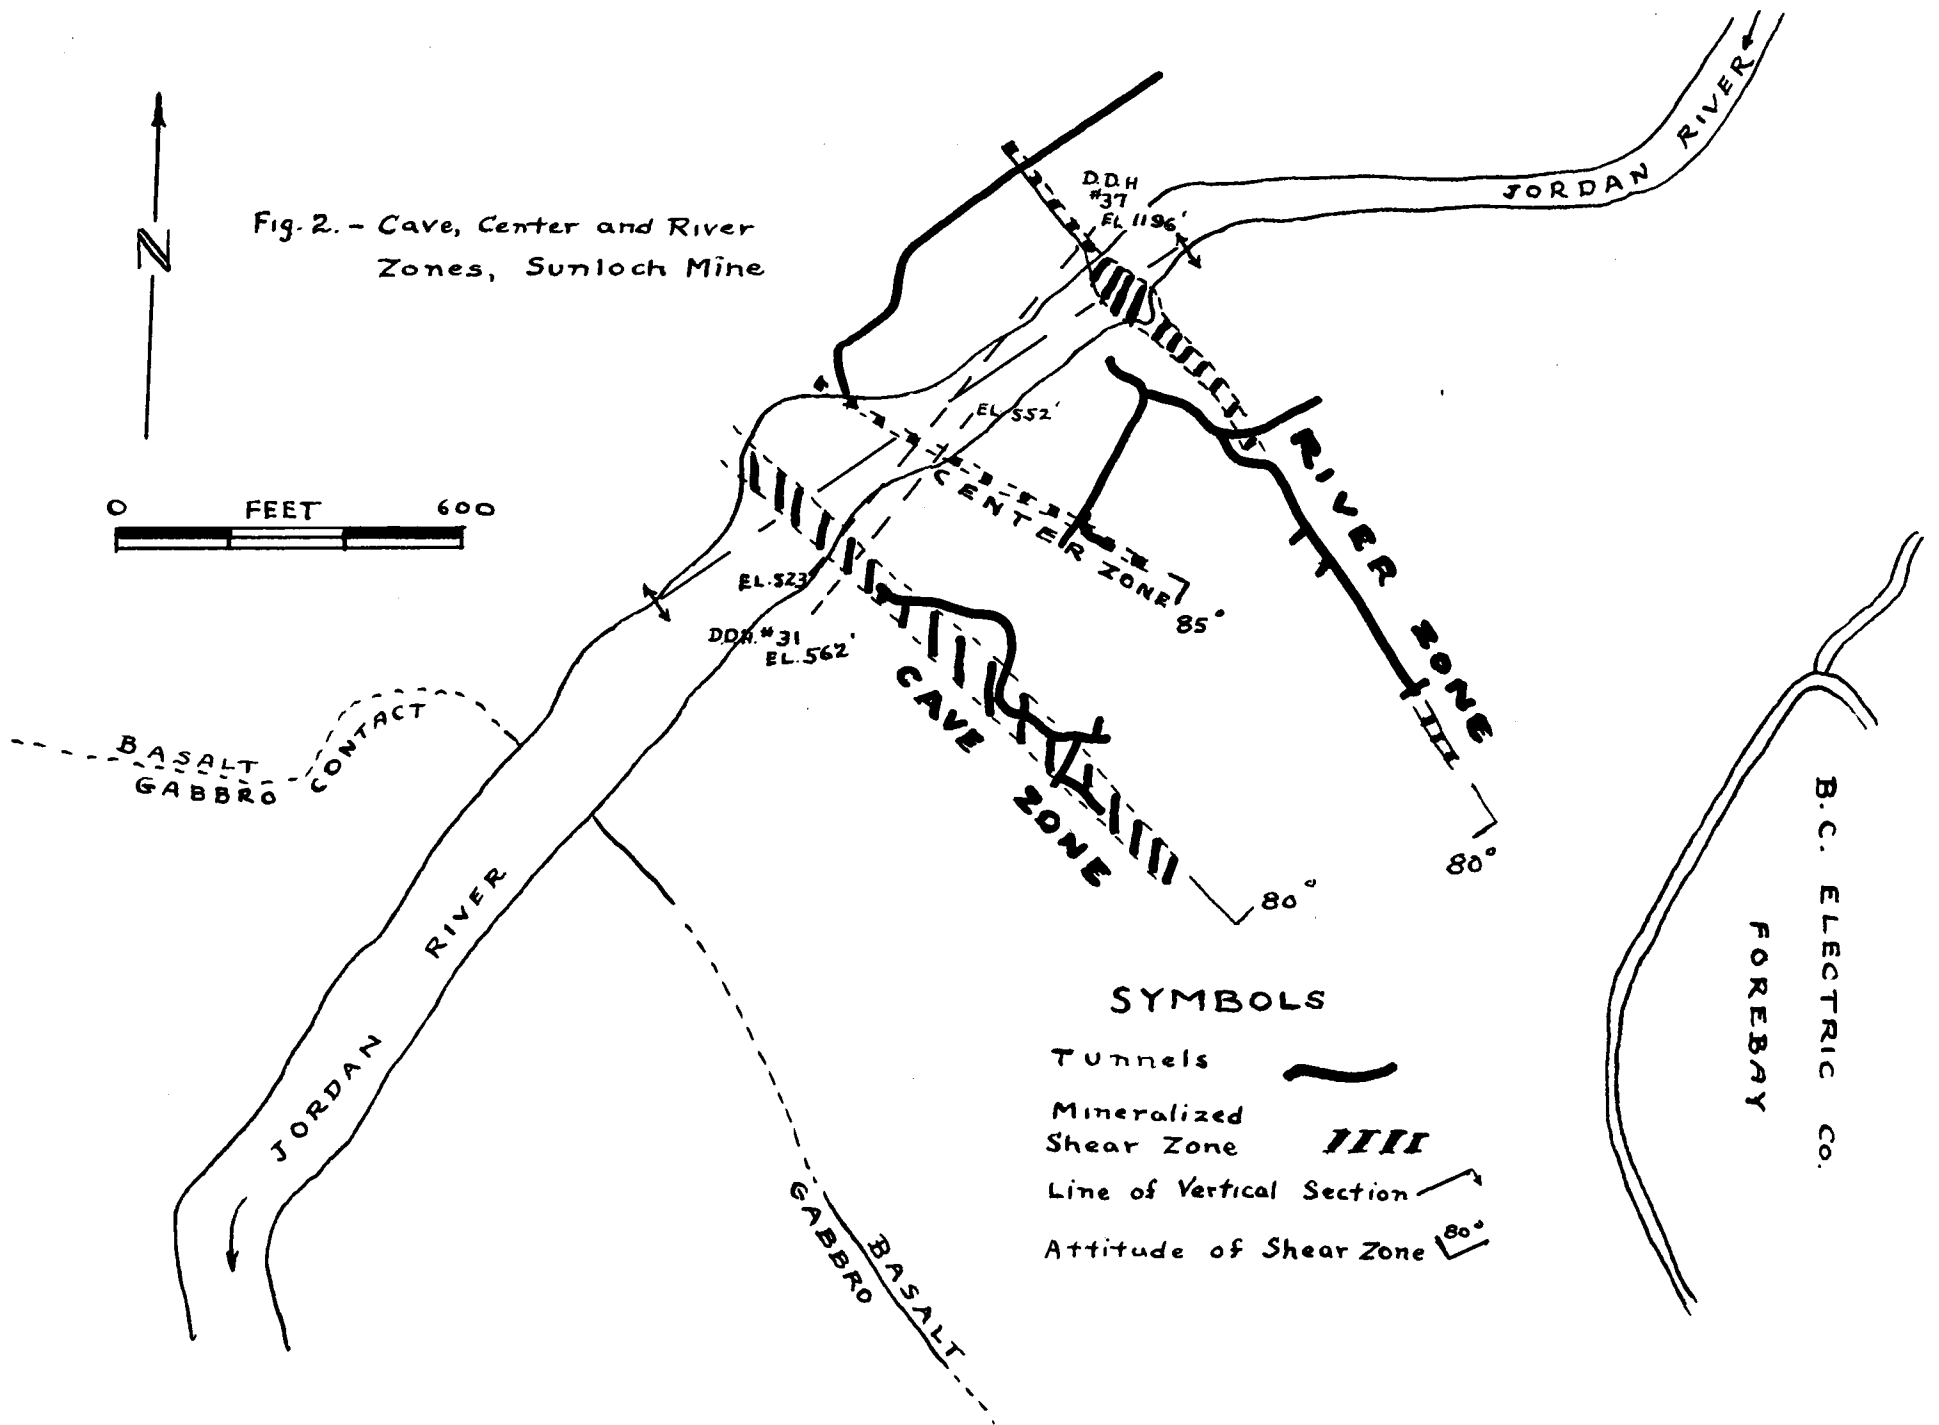 JORDAN RIVER
D.D.H
#37
EL 1196'
N
Fig. 2. - Cave, Center and River
Zones, Sunloch Mine
EL 552'
0 FEET 600
CENTER ZONE
85°
RIVER ZONE
80°
EL.523'
DDH. #31
EL.562'
CAVE ZONE
80°
BASALT
GABBRO
CONTACT
JORDAN RIVER
B.C. ELECTRIC Co.
FOREBAY
GABBRO
BASALT
SYMBOLS
Tunnels
Mineralized
Shear Zone
Line of Vertical Section
80°
Attitude of Shear Zone